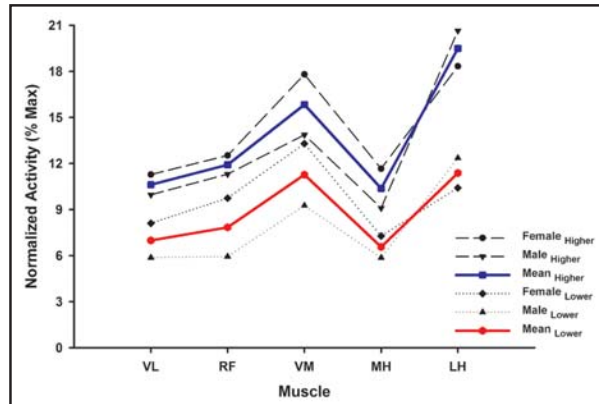 Normalized Activity (% Max)
21
18
15
12
9
6
3
0
VL RF VM MH LH
Muscle
Female Higher
Male Higher
Mean Higher
Female Lower
Male Lower
Mean Lower